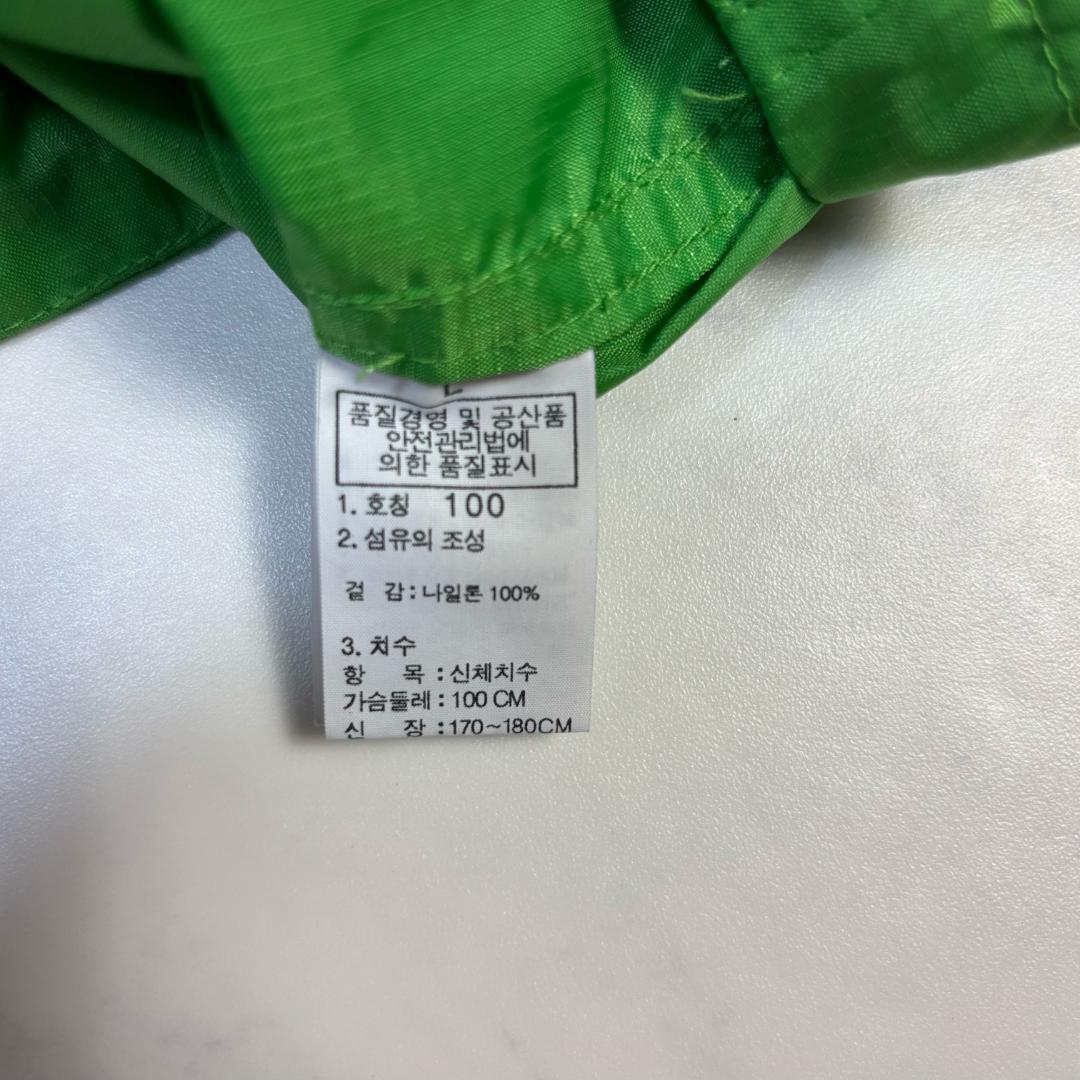 품질경영 및 공산품
안전관리법에
의한 품질표시
1. 호칭 100
2. 섬유의 조성
겉 감 : 나일론 100%
3. 치수
항 목 : 신체치수
가슴둘레 : 100 CM
신 장 : 170~180CM